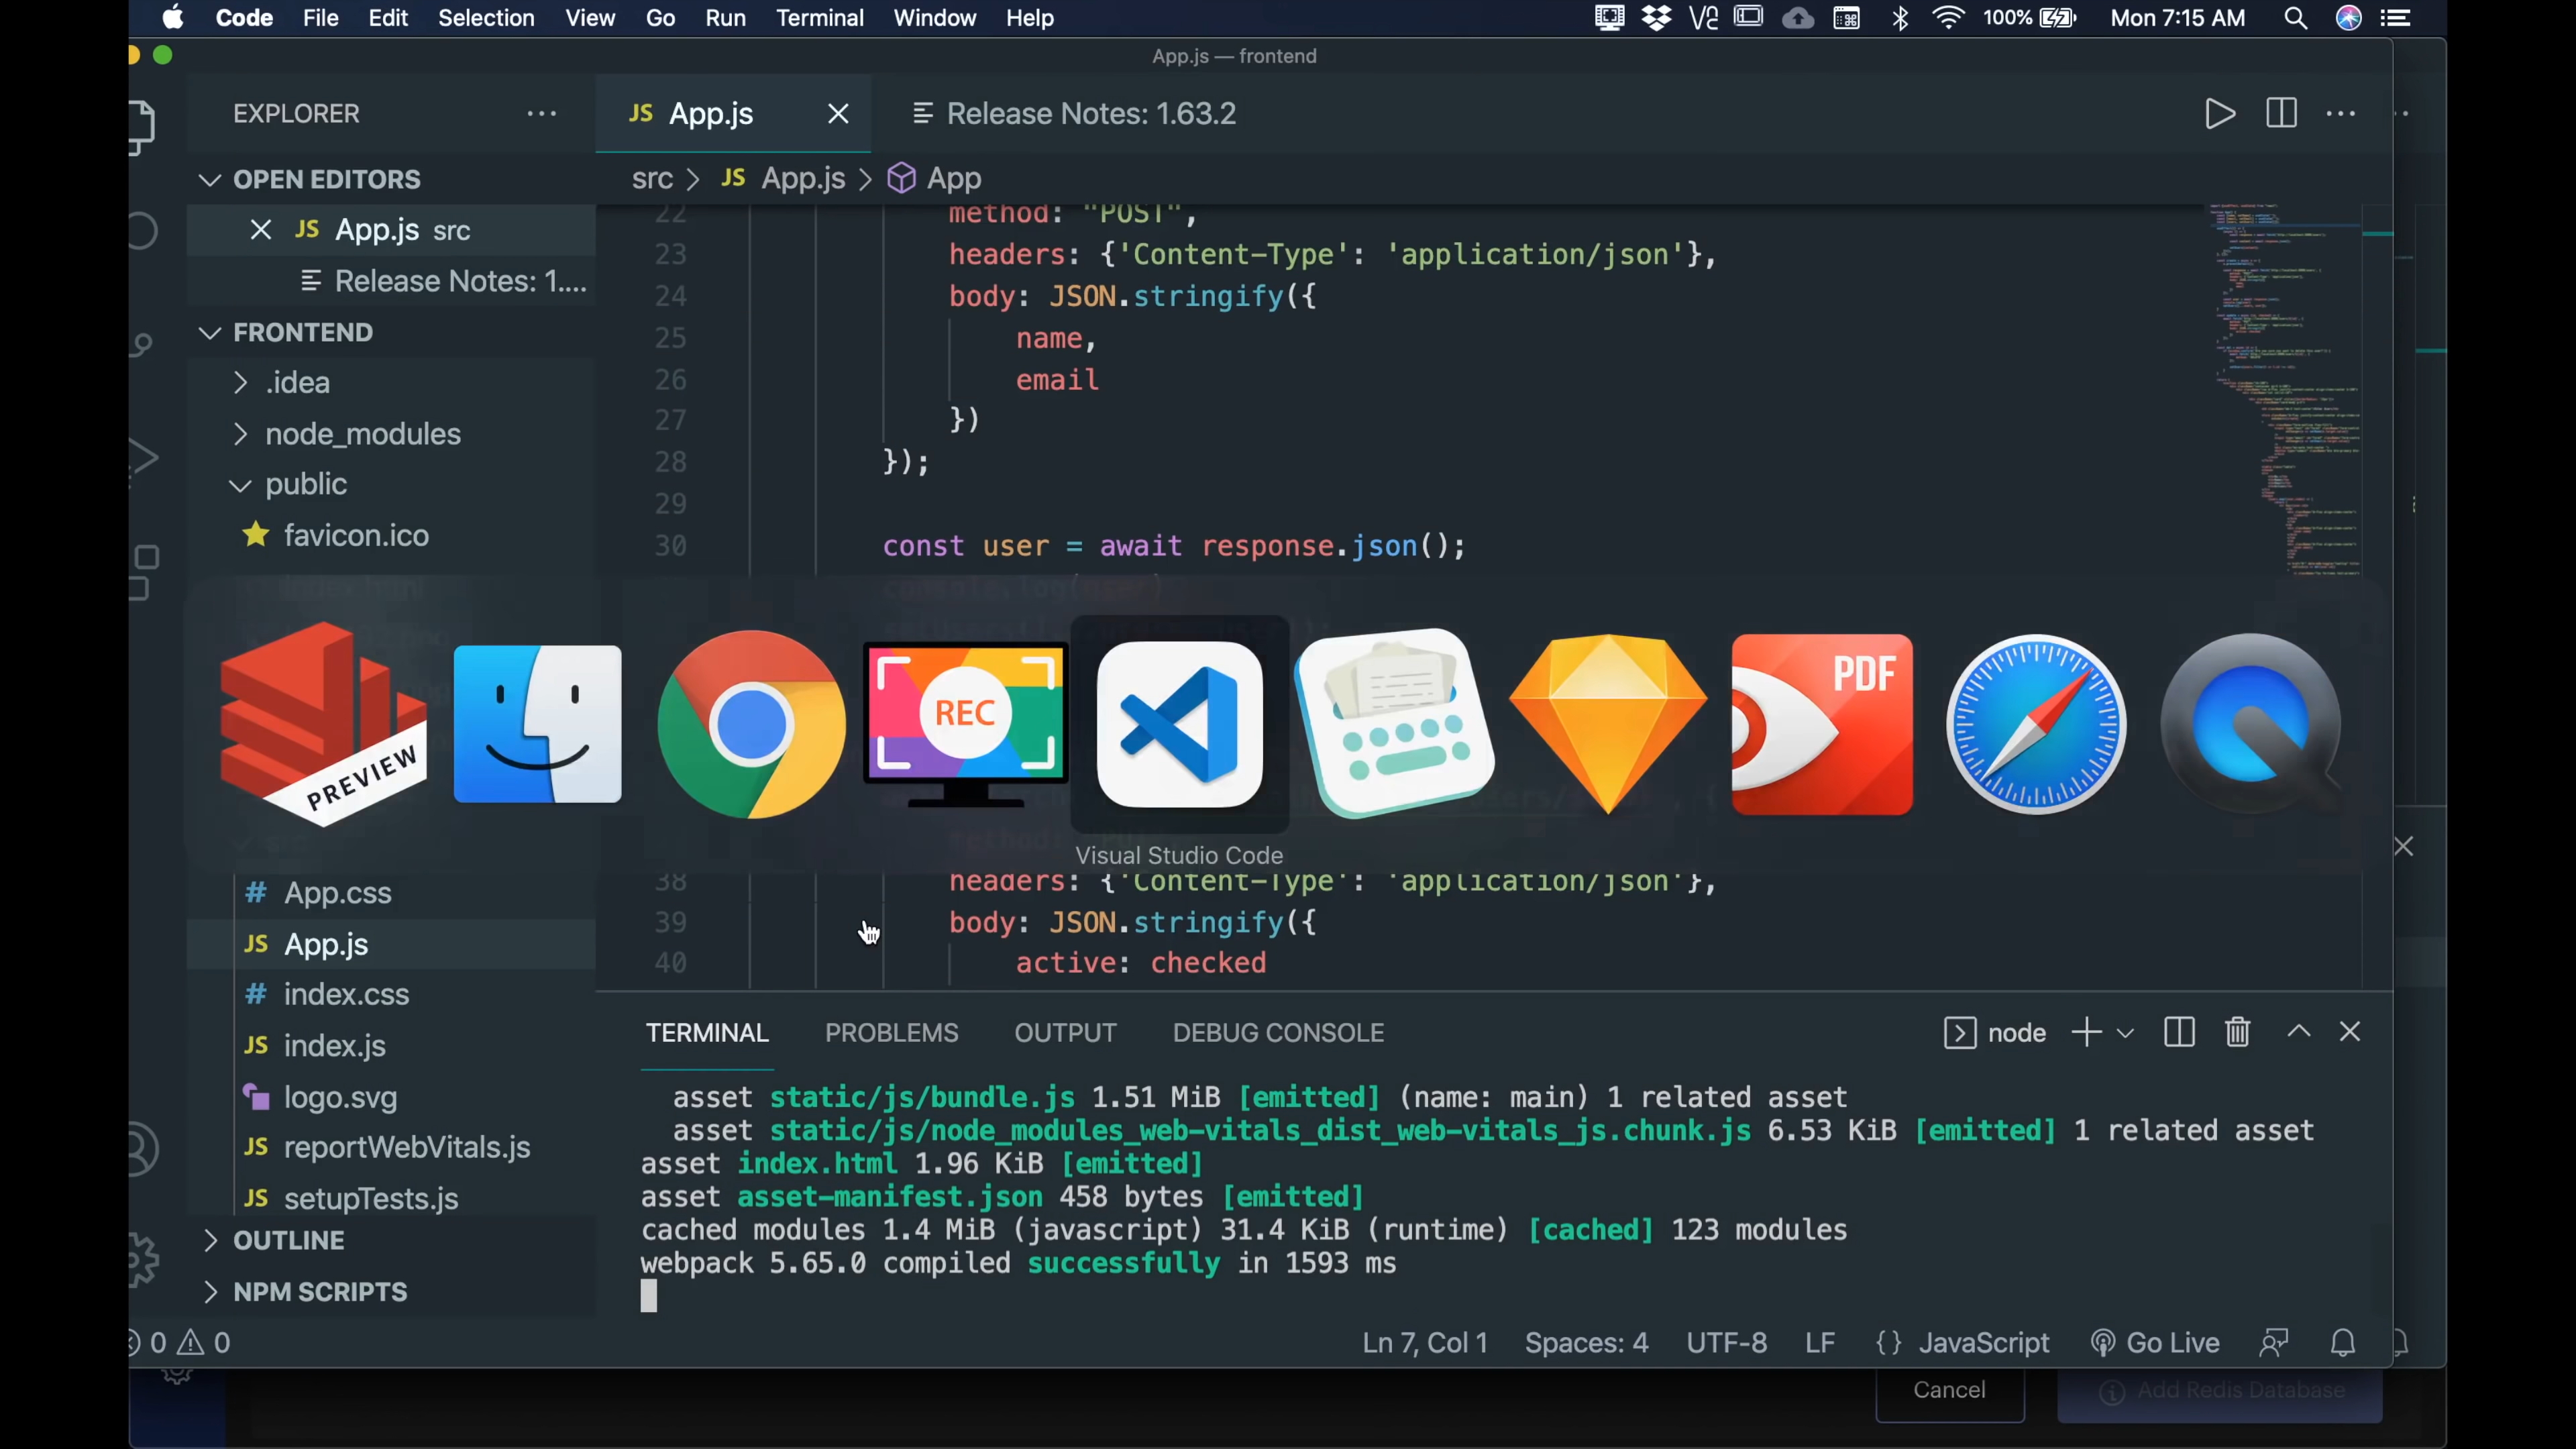 Code File Edit Selection View Go Run Terminal Window Help 100% Mon 7:15 AM
App.js — frontend
EXPLORER
JS App.js
Release Notes: 1.63.2
OPEN EDITORS
src > JS App.js > App
JS App.js src
Release Notes: 1....
FRONTEND
.idea
node_modules
public
favicon.ico
22 method: "POST",
23 headers: {'Content-Type': 'application/json'},
24 body: JSON.stringify({
25 name,
26 email
27 })
28 });
29
30 const user = await response.json();
REC
PREVIEW
PDF
Visual Studio Code
38 headers: {'Content-Type': 'application/json'},
39 body: JSON.stringify({
40 active: checked
# App.css
JS App.js
# index.css
JS index.js
logo.svg
JS reportWebVitals.js
JS setupTests.js
OUTLINE
NPM SCRIPTS
TERMINAL PROBLEMS OUTPUT DEBUG CONSOLE
node
asset static/js/bundle.js 1.51 MiB [emitted] (name: main) 1 related asset
asset static/js/node_modules_web-vitals_dist_web-vitals_js.chunk.js 6.53 KiB [emitted] 1 related asset
asset index.html 1.96 KiB [emitted]
asset asset-manifest.json 458 bytes [emitted]
cached modules 1.4 MiB (javascript) 31.4 KiB (runtime) [cached] 123 modules
webpack 5.65.0 compiled successfully in 1593 ms
0 0
Ln 7, Col 1 Spaces: 4 UTF-8 LF {} JavaScript Go Live
Cancel
Add Redis Database